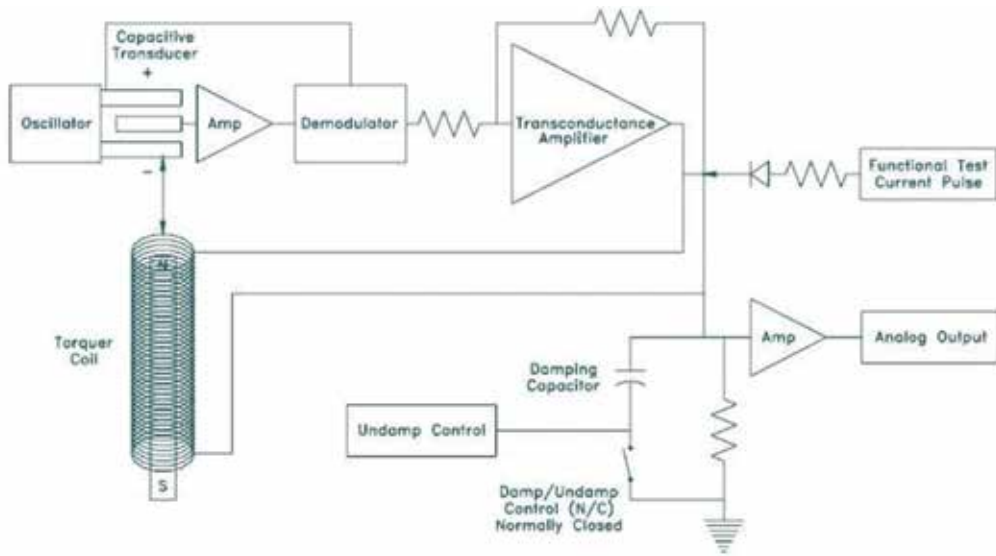 Capacitive
Transducer
+
Oscillator
Amp
Demodulator
Transconductance
Amplifier
Functional Test
Current Pulse
-
N
Torquer
Coil
S
Damping
Capacitor
Amp
Analog Output
Undamp Control
Damp/Undamp
Control (N/C)
Normally Closed